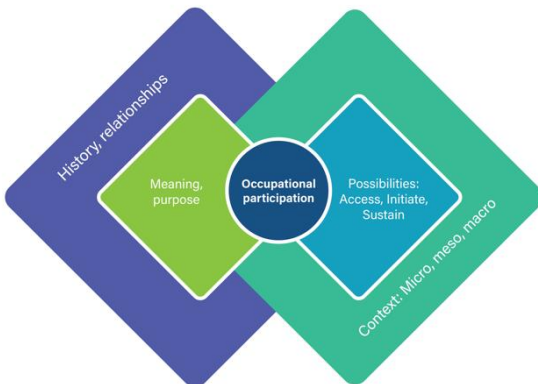 History, relationships
Meaning,
purpose
Occupational
participation
Possibilities:
Access, Initiate,
Sustain
Context: Micro, meso, macro